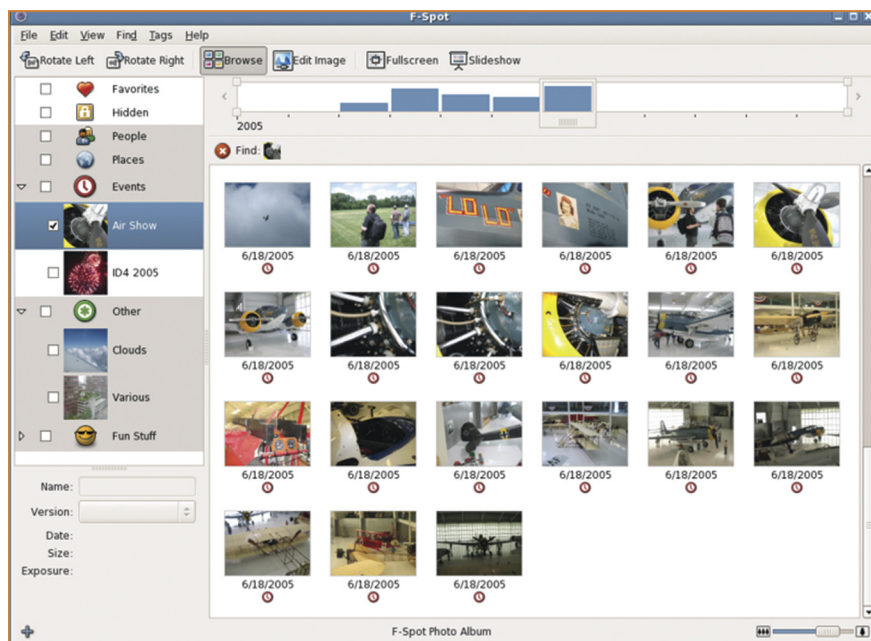 F-Spot
File Edit View Find Tags Help
Rotate Left Rotate Right Browse Edit Image Fullscreen Slideshow
Favorites
Hidden
People
Places
Events
Air Show
ID4 2005
Other
Clouds
Various
Fun Stuff
Name:
Version:
Date:
Size:
Exposure:
2005
Find:
LO LO
6/18/2005 6/18/2005 6/18/2005 6/18/2005 6/18/2005 6/18/2005
6/18/2005 6/18/2005 6/18/2005 6/18/2005 6/18/2005 6/18/2005
6/18/2005 6/18/2005 6/18/2005 6/18/2005 6/18/2005 6/18/2005
6/18/2005 6/18/2005 6/18/2005
F-Spot Photo Album